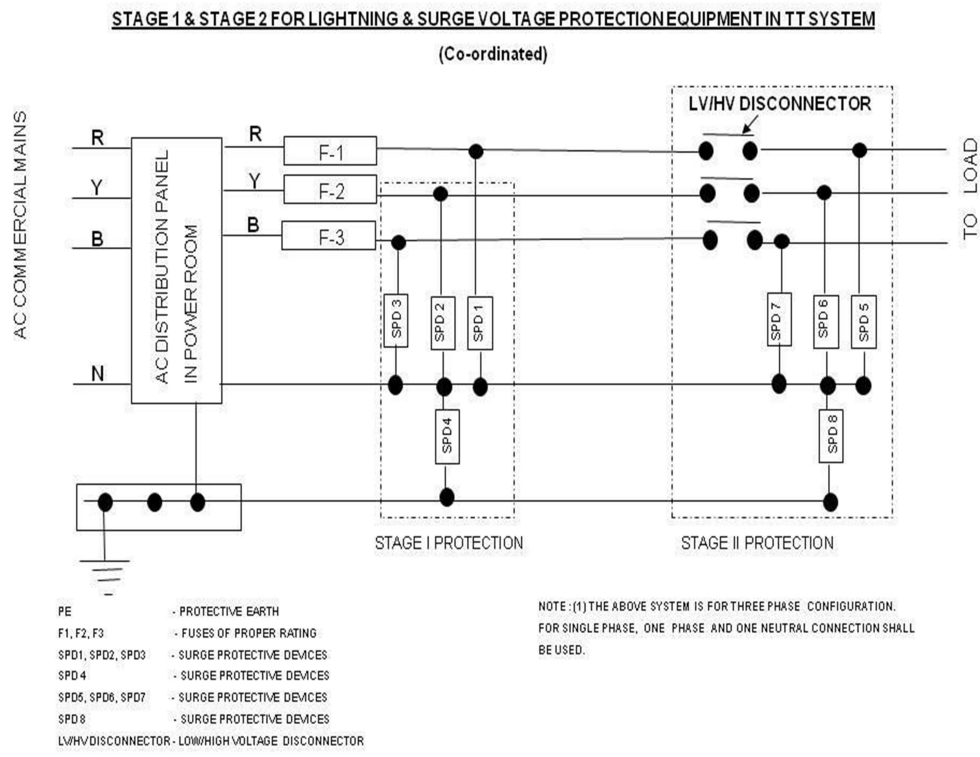 STAGE 1 & STAGE 2 FOR LIGHTNING & SURGE VOLTAGE PROTECTION EQUIPMENT IN TT SYSTEM
(Co-ordinated)
AC COMMERCIAL MAINS
R
Y
B
N
AC DISTRIBUTION PANEL
IN POWER ROOM
R
Y
B
F-1
F-2
F-3
LV/HV DISCONNECTOR
TO LOAD
SPD 3
SPD 2
SPD 1
SPD 4
SPD 7
SPD 6
SPD 5
SPD 8
STAGE I PROTECTION
STAGE II PROTECTION
PE - PROTECTIVE EARTH
F1, F2, F3 - FUSES OF PROPER RATING
SPD1, SPD2, SPD3 - SURGE PROTECTIVE DEVICES
SPD 4 - SURGE PROTECTIVE DEVICES
SPD5, SPD6, SPD7 - SURGE PROTECTIVE DEVICES
SPD 8 - SURGE PROTECTIVE DEVICES
LV/HV DISCONNECTOR - LOW/HIGH VOLTAGE DISCONNECTOR
NOTE : (1) THE ABOVE SYSTEM IS FOR THREE PHASE CONFIGURATION.
FOR SINGLE PHASE, ONE PHASE AND ONE NEUTRAL CONNECTION SHALL
BE USED.